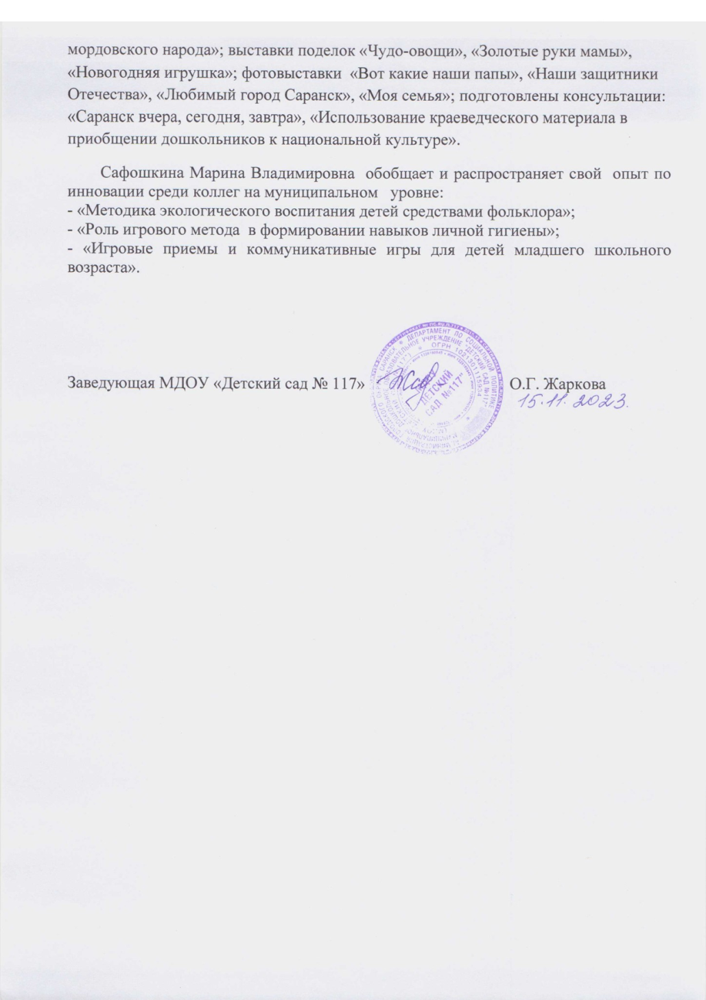 мордовского народа»; выставки поделок «Чудо-овощи», «Золотые руки мамы»,
«Новогодняя игрушка»; фотовыставки «Вот какие наши папы», «Наши защитники
Отечества», «Любимый город Саранск», «Моя семья»; подготовлены консультации:
«Саранск вчера, сегодня, завтра», «Использование краеведческого материала в
приобщении дошкольников к национальной культуре».
Сафошкина Марина Владимировна обобщает и распространяет свой опыт по
инновации среди коллег на муниципальном уровне:
- «Методика экологического воспитания детей средствами фольклора»;
- «Роль игрового метода в формировании навыков личной гигиены»;
- «Игровые приемы и коммуникативные игры для детей младшего школьного
возраста».
Заведующая МДОУ «Детский сад № 117» О.Г. Жаркова
15.11.2023.
ДЕПАРТАМЕНТ ПО СОЦИАЛЬНОЙ ПОЛИТИКЕ
ОБРАЗОВАТЕЛЬНОЕ УЧРЕЖДЕНИЕ "ДЕТСКИЙ САД №117"
МДОУ
ДЕТСКИЙ
САД №117"